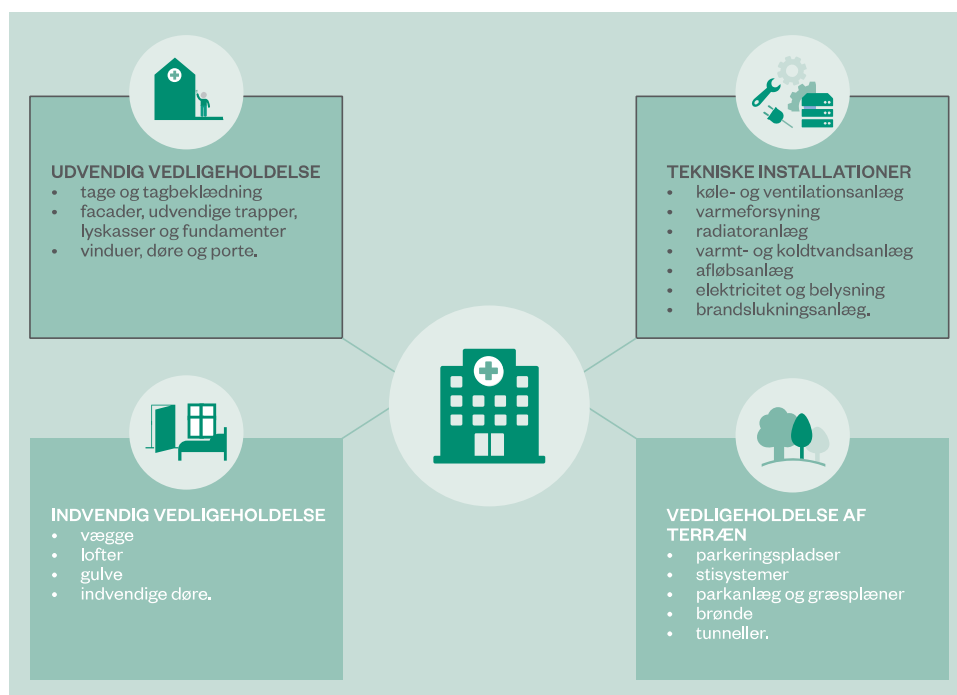 UDVENDIG VEDLIGEHOLDELSE
• tage og tagbeklædning
• facader, udvendige trapper,
lyskasser og fundamenter
• vinduer, døre og porte.
TEKNISKE INSTALLATIONER
• køle- og ventilationsanlæg
• varmeforsyning
• radiatoranlæg
• varmt- og koldtvandsanlæg
• afløbsanlæg
• elektricitet og belysning
• brandslukningsanlæg.
INDVENDIG VEDLIGEHOLDELSE
• vægge
• lofter
• gulve
• indvendige døre.
VEDLIGEHOLDELSE AF
TERRÆN
• parkeringspladser
• stisystemer
• parkanlæg og græsplæner
• brønde
• tunneller.